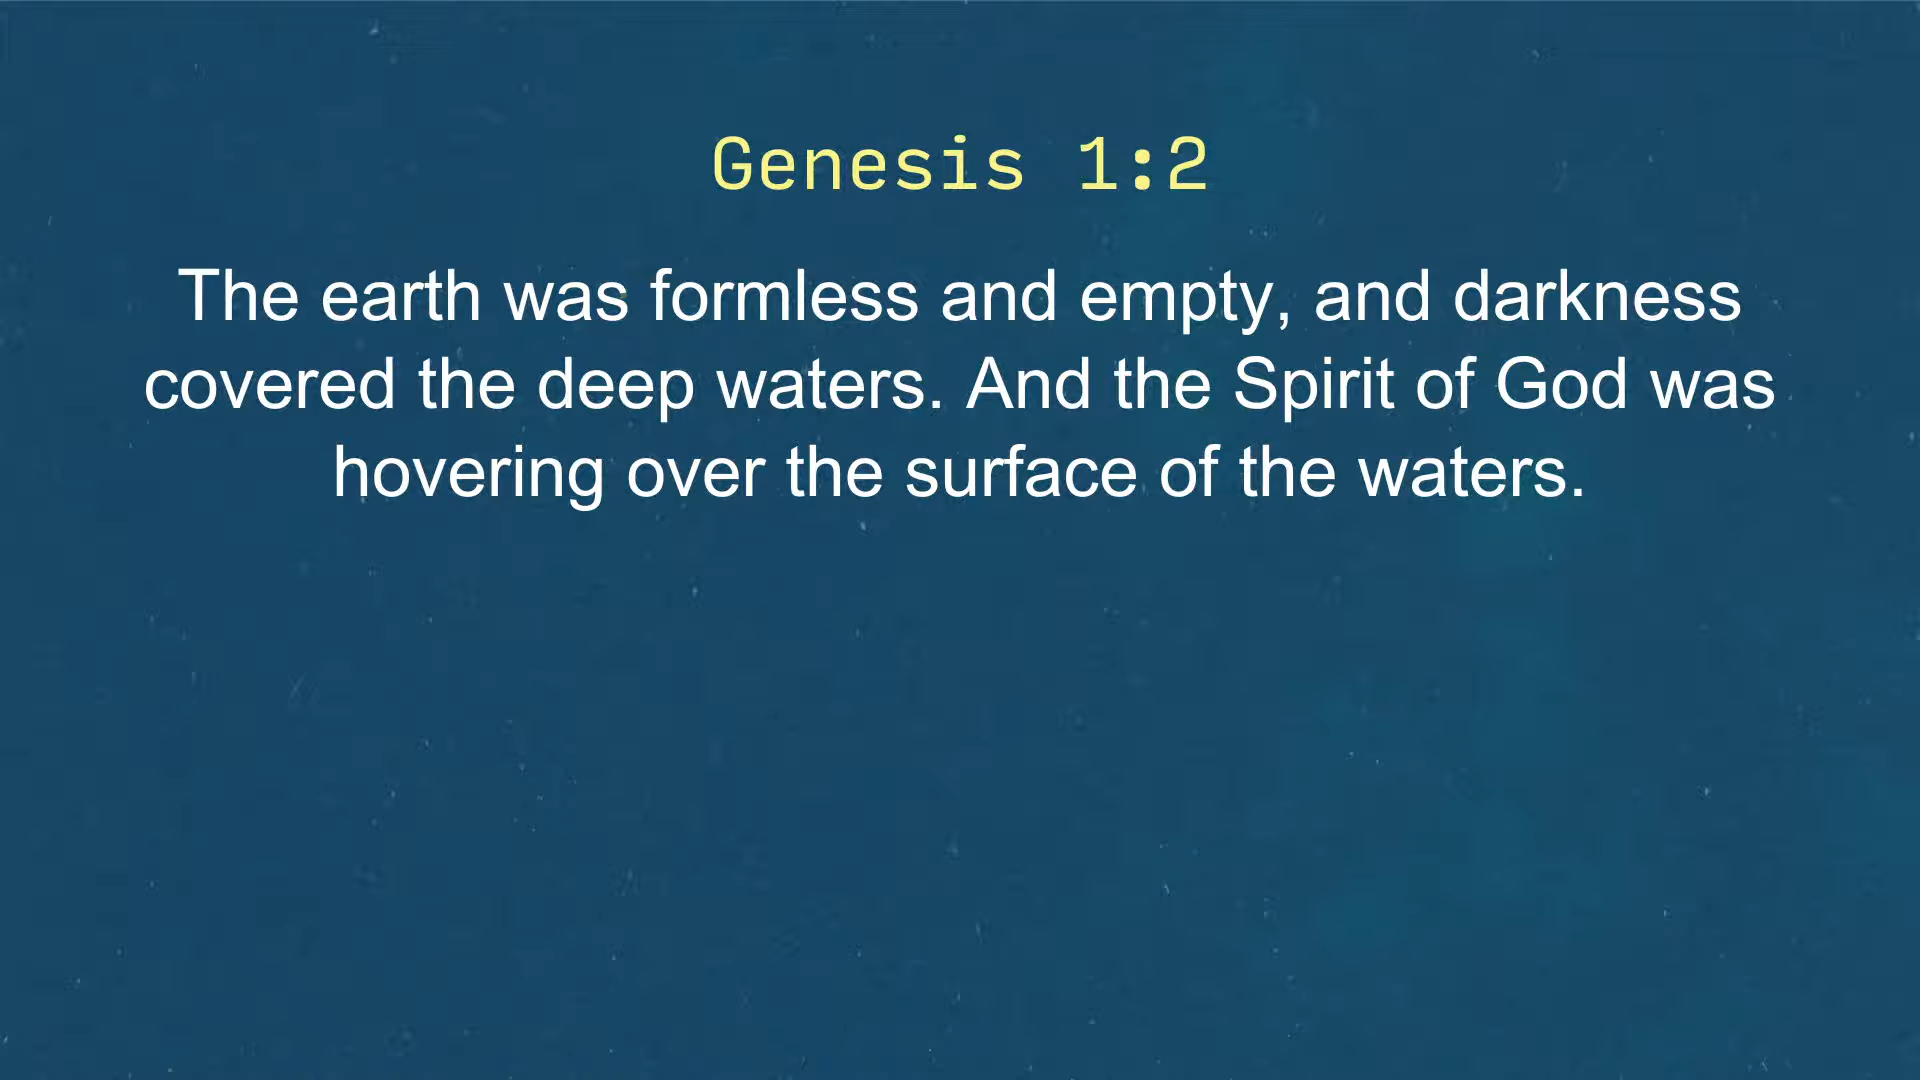 Genesis 1:2
The earth was formless and empty, and darkness
covered the deep waters. And the Spirit of God was
hovering over the surface of the waters.